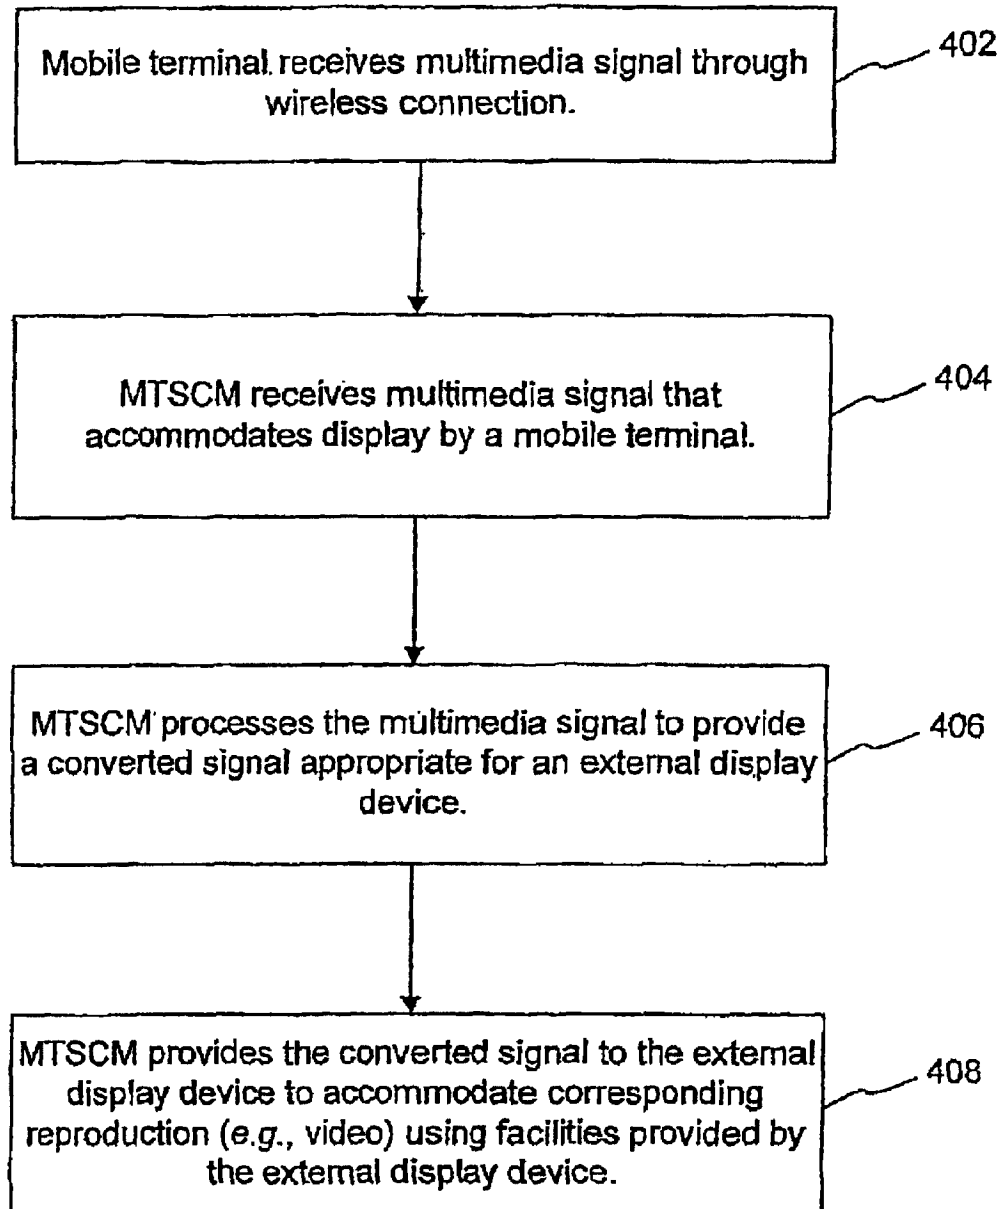 Mobile terminal receives multimedia signal through
wireless connection.
402
MTSCM receives multimedia signal that
accommodates display by a mobile terminal.
404
MTSCM processes the multimedia signal to provide
a converted signal appropriate for an external display
device.
406
MTSCM provides the converted signal to the external
display device to accommodate corresponding
reproduction (e.g., video) using facilities provided by
the external display device.
408